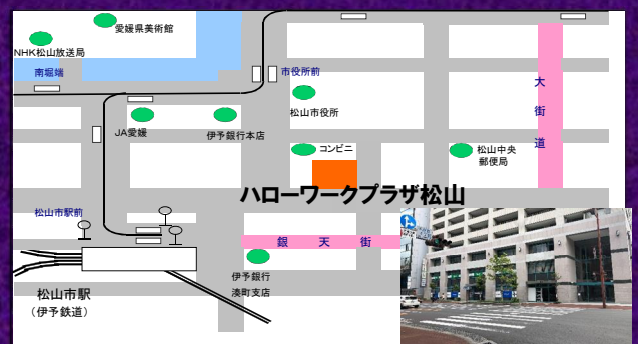 愛媛県美術館
NHK松山放送局
南堀端
市役所前
大街道
松山市役所
JA愛媛
伊予銀行本店
コンビニ
松山中央
郵便局
ハローワークプラザ松山
松山市駅前
銀天街
伊予銀行
湊町支店
松山市駅
（伊予鉄道）